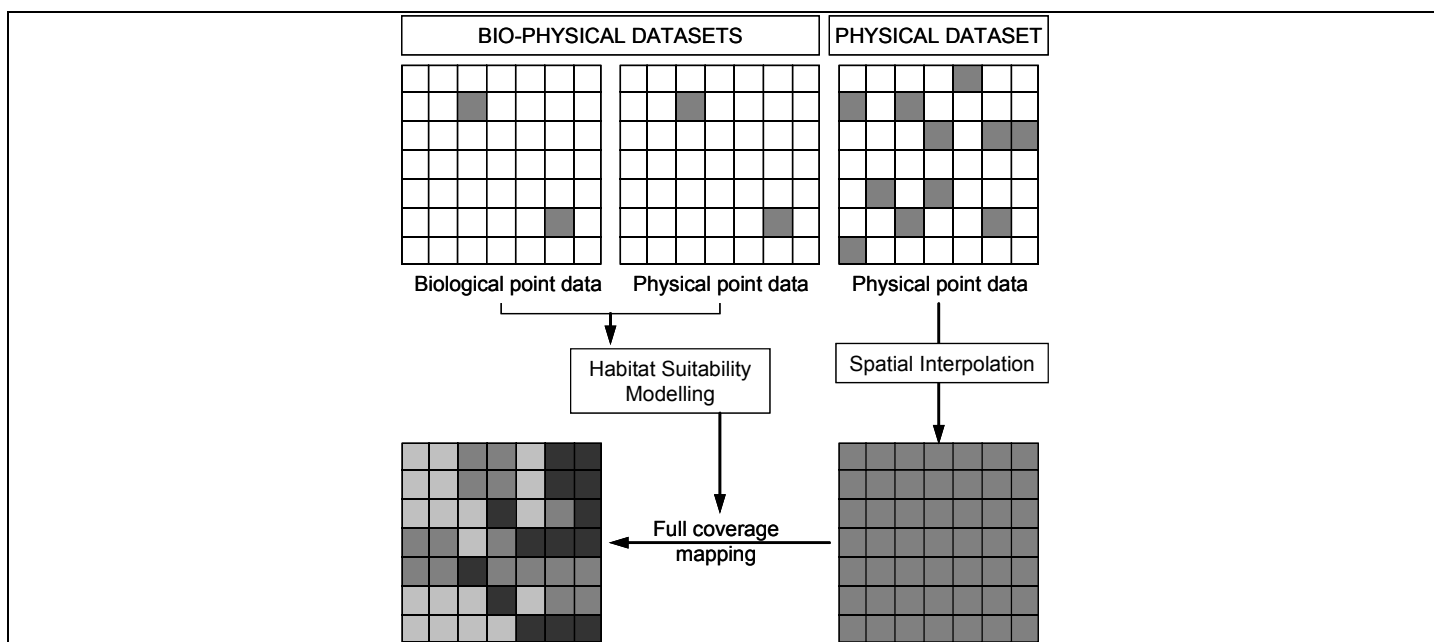 BIO-PHYSICAL DATASETS
PHYSICAL DATASET
Biological point data
Physical point data
Physical point data
Habitat Suitability
Modelling
Spatial Interpolation
Full coverage
mapping